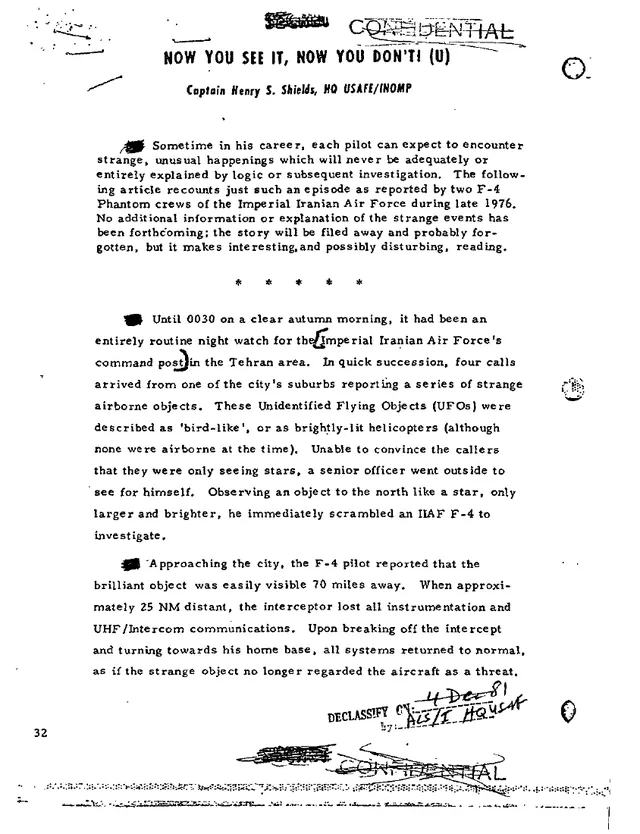 CONFIDENTIAL
NOW YOU SEE IT, NOW YOU DON'T! (U)
Captain Henry S. Shields, HQ USAFE/INOMP
Sometime in his career, each pilot can expect to encounter
strange, unusual happenings which will never be adequately or
entirely explained by logic or subsequent investigation. The follow-
ing article recounts just such an episode as reported by two F-4
Phantom crews of the Imperial Iranian Air Force during late 1976.
No additional information or explanation of the strange events has
been forthcoming; the story will be filed away and probably for-
gotten, but it makes interesting, and possibly disturbing, reading.
* * * * *
Until 0030 on a clear autumn morning, it had been an
entirely routine night watch for the Imperial Iranian Air Force's
command post in the Tehran area. In quick succession, four calls
arrived from one of the city's suburbs reporting a series of strange
airborne objects. These Unidentified Flying Objects (UFOs) were
described as 'bird-like', or as brightly-lit helicopters (although
none were airborne at the time). Unable to convince the callers
that they were only seeing stars, a senior officer went outside to
see for himself. Observing an object to the north like a star, only
larger and brighter, he immediately scrambled an IIAF F-4 to
investigate.
Approaching the city, the F-4 pilot reported that the
brilliant object was easily visible 70 miles away. When approxi-
mately 25 NM distant, the interceptor lost all instrumentation and
UHF/Intercom communications. Upon breaking off the intercept
and turning towards his home base, all systems returned to normal,
as if the strange object no longer regarded the aircraft as a threat.
4 Dec 81
DECLASSIFY
by: HQ USAF
32
CONFIDENTIAL